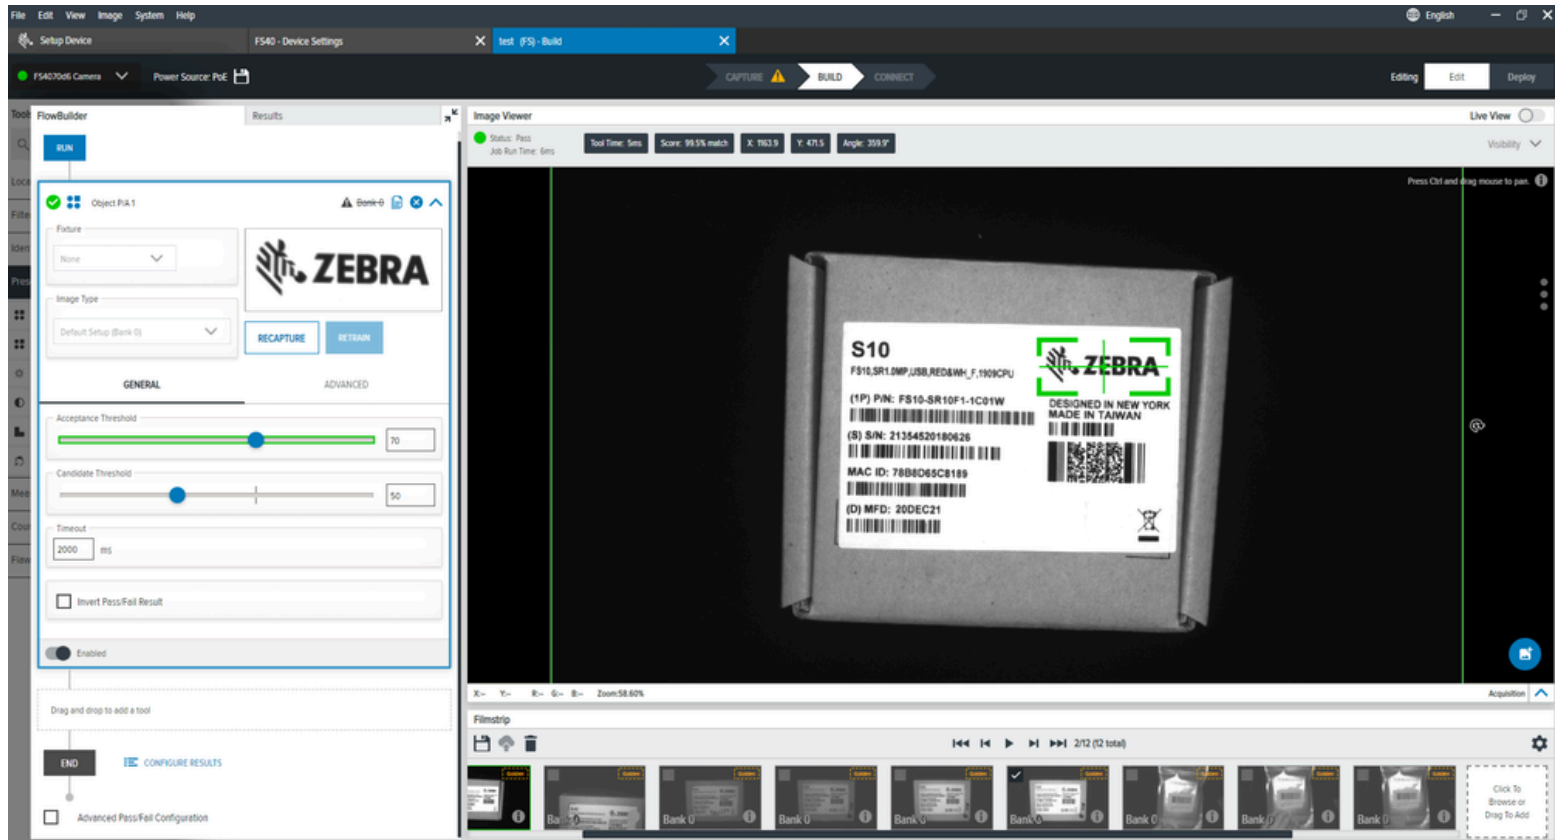 File Edit View Image System Help
English
Setup Device
FS40 - Device Settings
test (FS) - Build
FS4070d6 Camera
Power Source: PoE
CAPTURE BUILD CONNECT
Editing Edit Deploy
FlowBuilder Results
Image Viewer
Live View
RUN
Status: Pass
Job Run Time: 6ms
Tool Time: 5ms
Score: 99.5% match
X: 1163.9
Y: 471.5
Angle: 359.9°
Visibility
Press Ctrl and drag mouse to pan.
Object P/A 1
Bank 0
Fixture
None
ZEBRA
Image Type
Default Setup (Bank 0)
RECAPTURE
RETRAIN
GENERAL ADVANCED
Acceptance Threshold
70
Candidate Threshold
50
Timeout
2000 ms
Invert Pass/Fail Result
Enabled
Drag and drop to add a tool
END
CONFIGURE RESULTS
Advanced Pass/Fail Configuration
S10
FS10,SR1.0MP,USB,RED&WH_F,1909CPU
(1P) P/N: FS10-SR10F1-1C01W
(S) S/N: 21354520180626
MAC ID: 78B8D65C8189
(D) MFD: 20DEC21
ZEBRA
DESIGNED IN NEW YORK
MADE IN TAIWAN
X:-- Y:-- R:-- G:-- B:-- Zoom:58.60%
Acquisition
Filmstrip
2/12 (12 total)
Golden
Golden
Golden
Golden
Golden
Golden
Golden
Golden
Bank 0
Bank 0
Bank 0
Bank 0
Bank 0
Bank 0
Click To
Browse or
Drag To Add